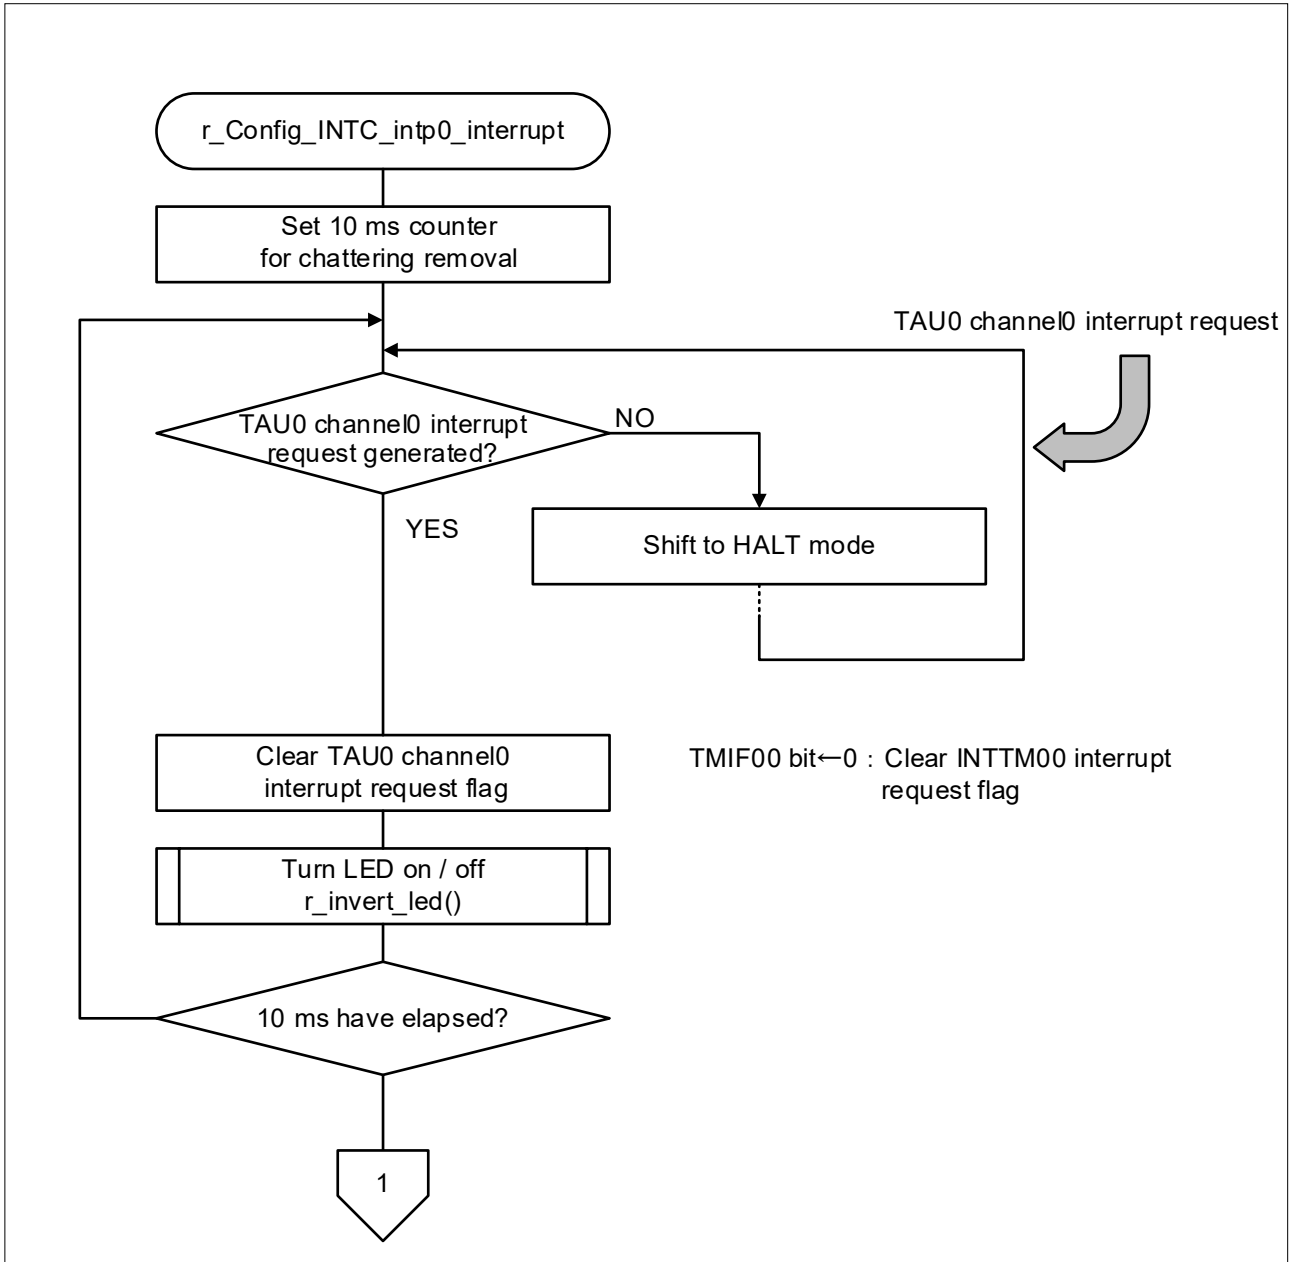 r_Config_INTC_intp0_interrupt
Set 10 ms counter
for chattering removal
TAU0 channel0 interrupt request
TAU0 channel0 interrupt
request generated?
NO
YES
Shift to HALT mode
Clear TAU0 channel0
interrupt request flag
TMIF00 bit←0 : Clear INTTM00 interrupt
request flag
Turn LED on / off
r_invert_led()
10 ms have elapsed?
1